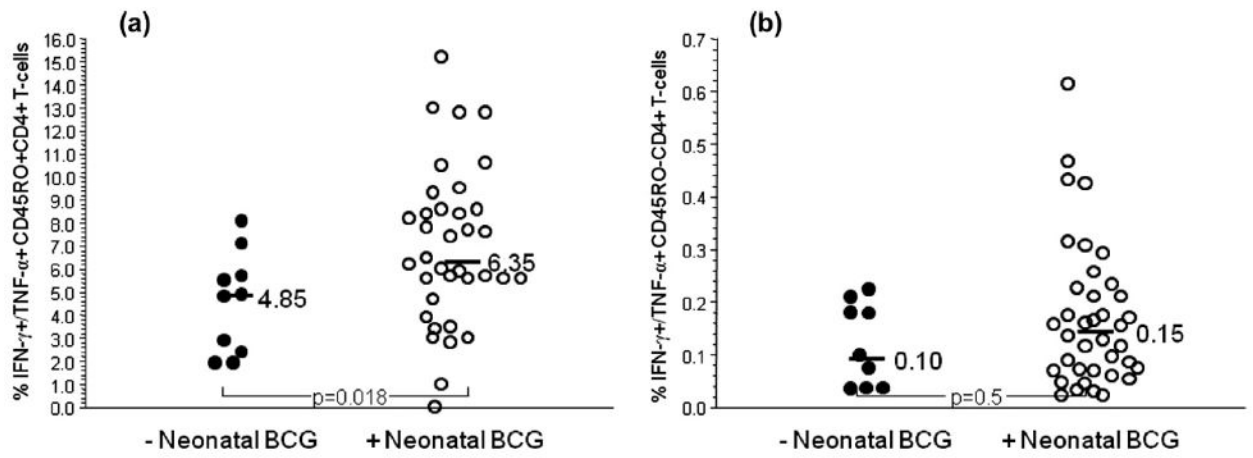 (a)
% IFN-γ+/TNF-α+ CD45RO+CD4+ T-cells
16.0
15.0
14.0
13.0
12.0
11.0
10.0
9.0
8.0
7.0
6.0
5.0
4.0
3.0
2.0
1.0
0.0
4.85
6.35
p=0.018
- Neonatal BCG
+ Neonatal BCG
(b)
% IFN-γ+/TNF-α+ CD45RO-CD4+ T-cells
0.7
0.6
0.5
0.4
0.3
0.2
0.1
0.0
0.10
0.15
p=0.5
- Neonatal BCG
+ Neonatal BCG